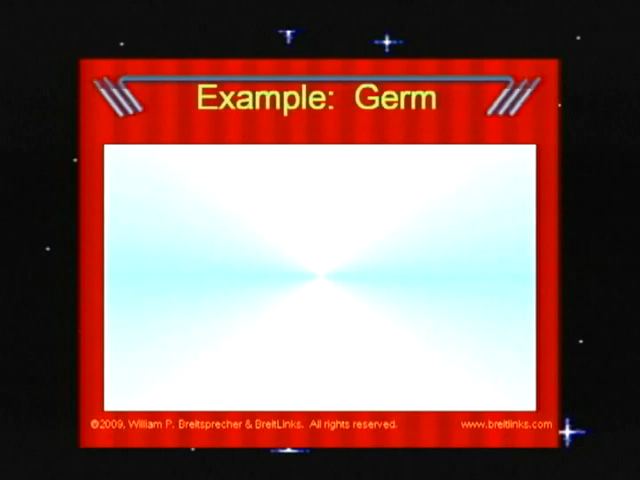 Example: Germ
©2009, William P. Breitsprecher & BreitLinks. All rights reserved. www.breitlinks.com